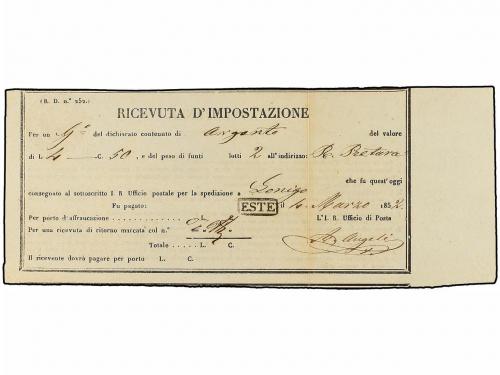 (R. D. n.° 252.)
RICEVUTA D'IMPOSTAZIONE
Per un del dichiarato contenuto di Argento del valore
di L. 4 C. 50, e del peso di funti lotti 2 all'indirizzo: R. Pretura
che fu quest'oggi
consegnato al sottoscritto I. R. Ufficio postale per la spedizione a Lonigo
Fu pagato: ESTE il 4 Marzo 1852
Per porto d'affrancazione L'I. R. Ufficio di Posta
Per una ricevuta di ritorno marcata col n.°
Totale L. C.
Il ricevente dovrà pagare per porto L. C.